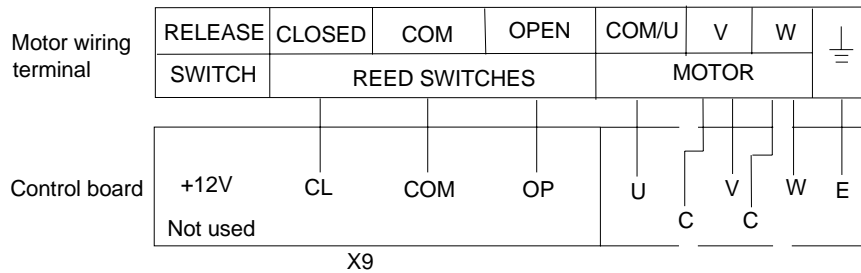 Motor wiring
terminal
RELEASE CLOSED COM OPEN COM/U V W
SWITCH REED SWITCHES MOTOR
Control board
+12V CL COM OP U V W E
C C
Not used
X9